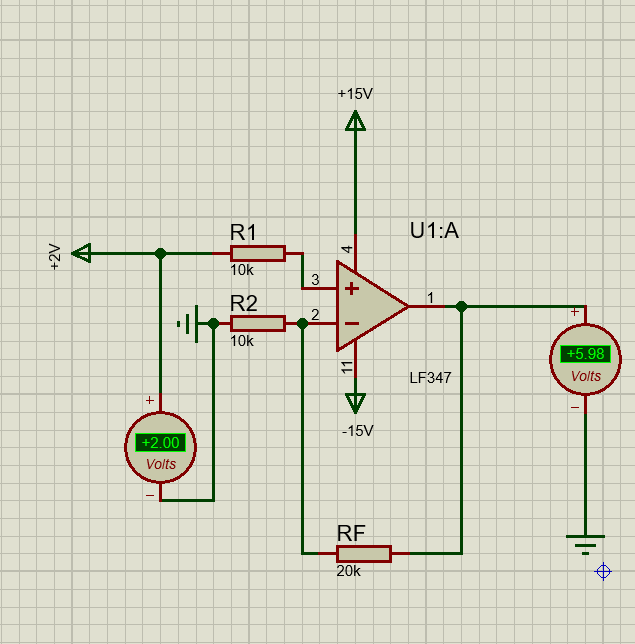 +15V
U1:A
+2V
R1
10k
4
3
+
R2
10k
2
−
1
11
LF347
-15V
+
+5.98
Volts
−
+
+2.00
Volts
−
RF
20k